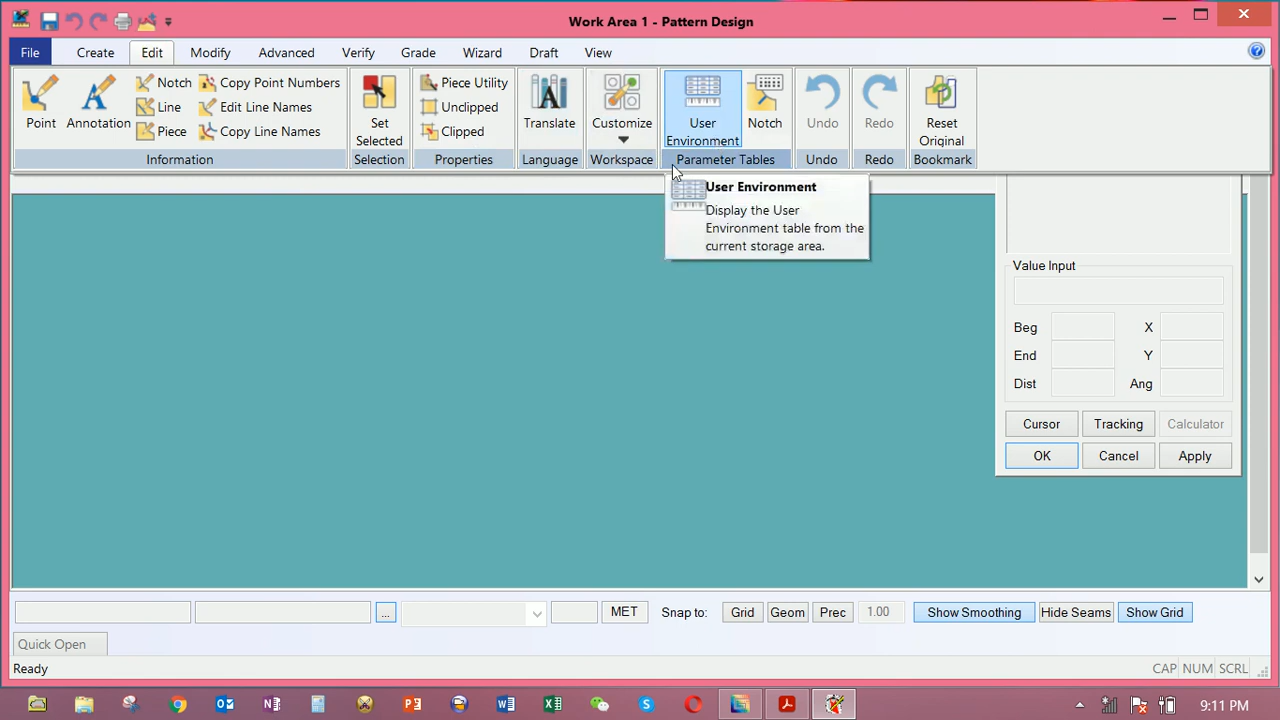 Work Area 1 - Pattern Design
File Create Edit Modify Advanced Verify Grade Wizard Draft View
Point
Annotation
Notch
Line
Piece
Copy Point Numbers
Edit Line Names
Copy Line Names
Information
Set
Selected
Selection
Piece Utility
Unclipped
Clipped
Properties
Translate
Language
Customize
Workspace
User
Environment
Notch
Parameter Tables
Undo
Undo
Redo
Redo
Reset
Original
Bookmark
User Environment
Display the User
Environment table from the
current storage area.
Value Input
Beg X
End Y
Dist Ang
Cursor Tracking Calculator
OK Cancel Apply
... MET Snap to: Grid Geom Prec 1.00 Show Smoothing Hide Seams Show Grid
Quick Open
Ready CAP NUM SCRL
9:11 PM